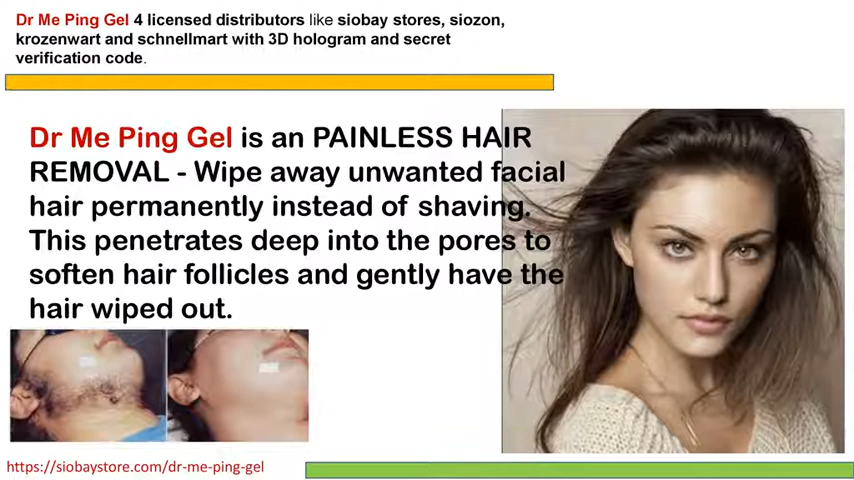 Dr Me Ping Gel 4 licensed distributors like siobay stores, siozon,
krozenwart and schnellmart with 3D hologram and secret
verification code.
Dr Me Ping Gel is an PAINLESS HAIR
REMOVAL - Wipe away unwanted facial
hair permanently instead of shaving.
This penetrates deep into the pores to
soften hair follicles and gently have the
hair wiped out.
https://siobaystore.com/dr-me-ping-gel